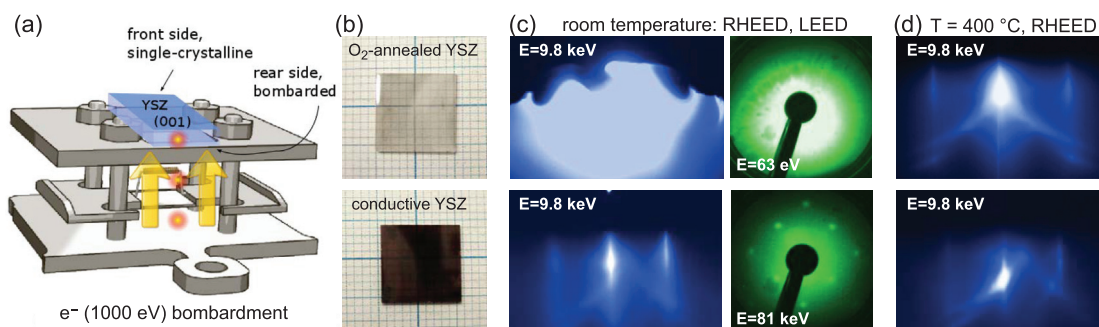 (a)
front side,
single-crystalline
rear side,
bombarded
YSZ
(001)
e⁻ (1000 eV) bombardment
(b)
O₂-annealed YSZ
conductive YSZ
(c) room temperature: RHEED, LEED
E=9.8 keV
E=63 eV
E=9.8 keV
E=81 keV
(d) T = 400 °C, RHEED
E=9.8 keV
E=9.8 keV